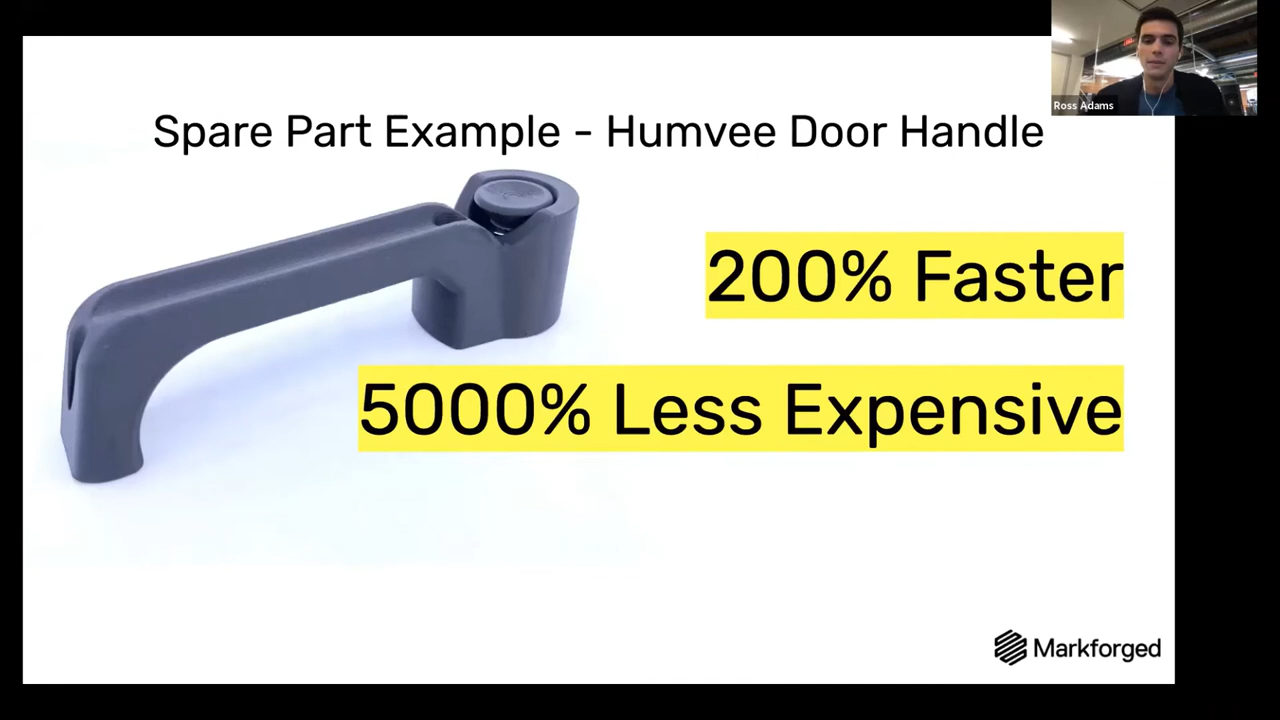 Ross Adams
Spare Part Example - Humvee Door Handle
200% Faster
5000% Less Expensive
Markforged